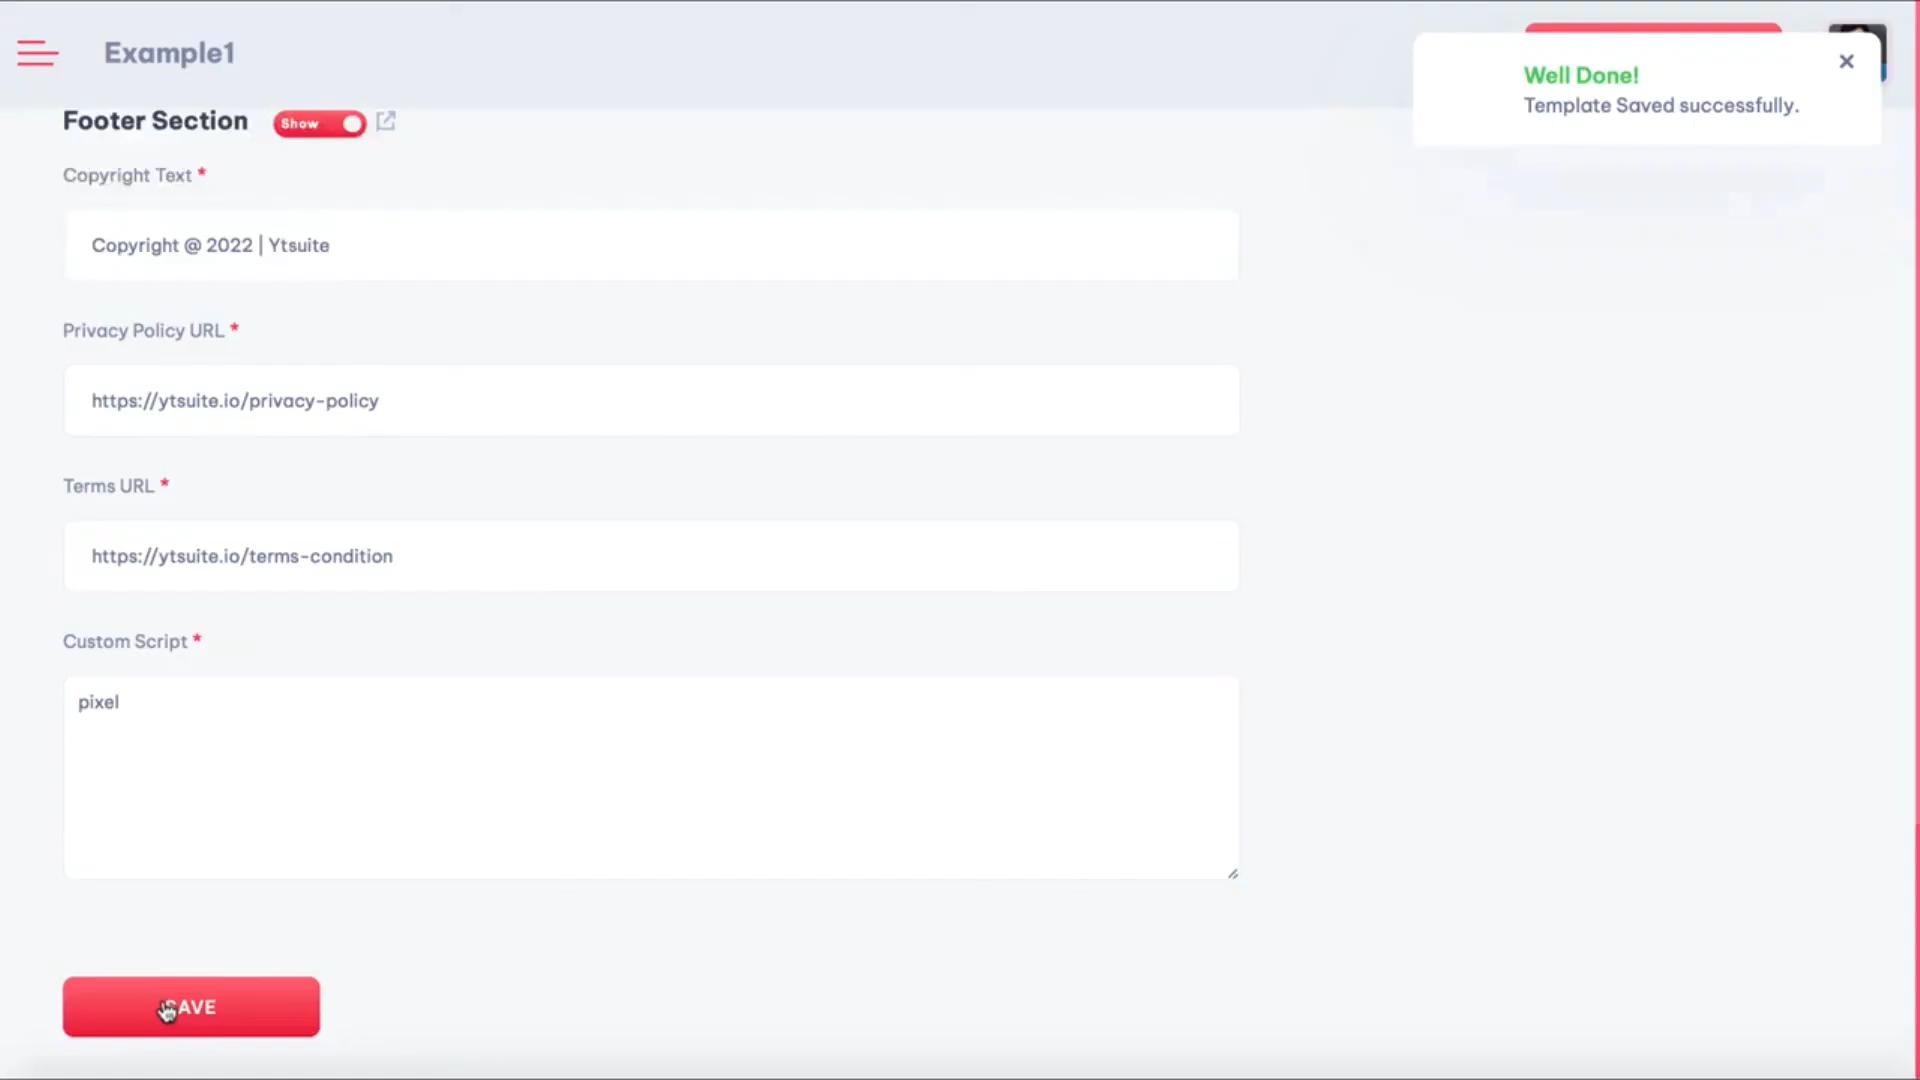 Example1
Well Done!
Template Saved successfully.
Footer Section
Show
Copyright Text *
Copyright @ 2022 | Ytsuite
Privacy Policy URL *
https://ytsuite.io/privacy-policy
Terms URL *
https://ytsuite.io/terms-condition
Custom Script *
pixel
SAVE